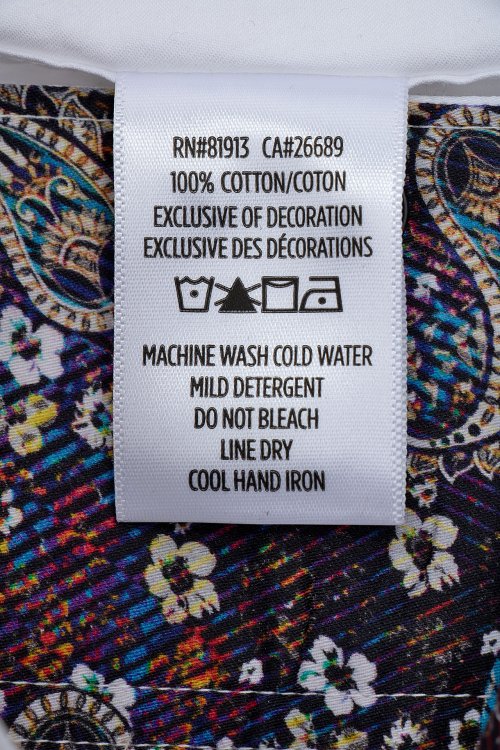 RN#81913 CA#26689
100% COTTON/COTON
EXCLUSIVE OF DECORATION
EXCLUSIVE DES DÉCORATIONS
MACHINE WASH COLD WATER
MILD DETERGENT
DO NOT BLEACH
LINE DRY
COOL HAND IRON